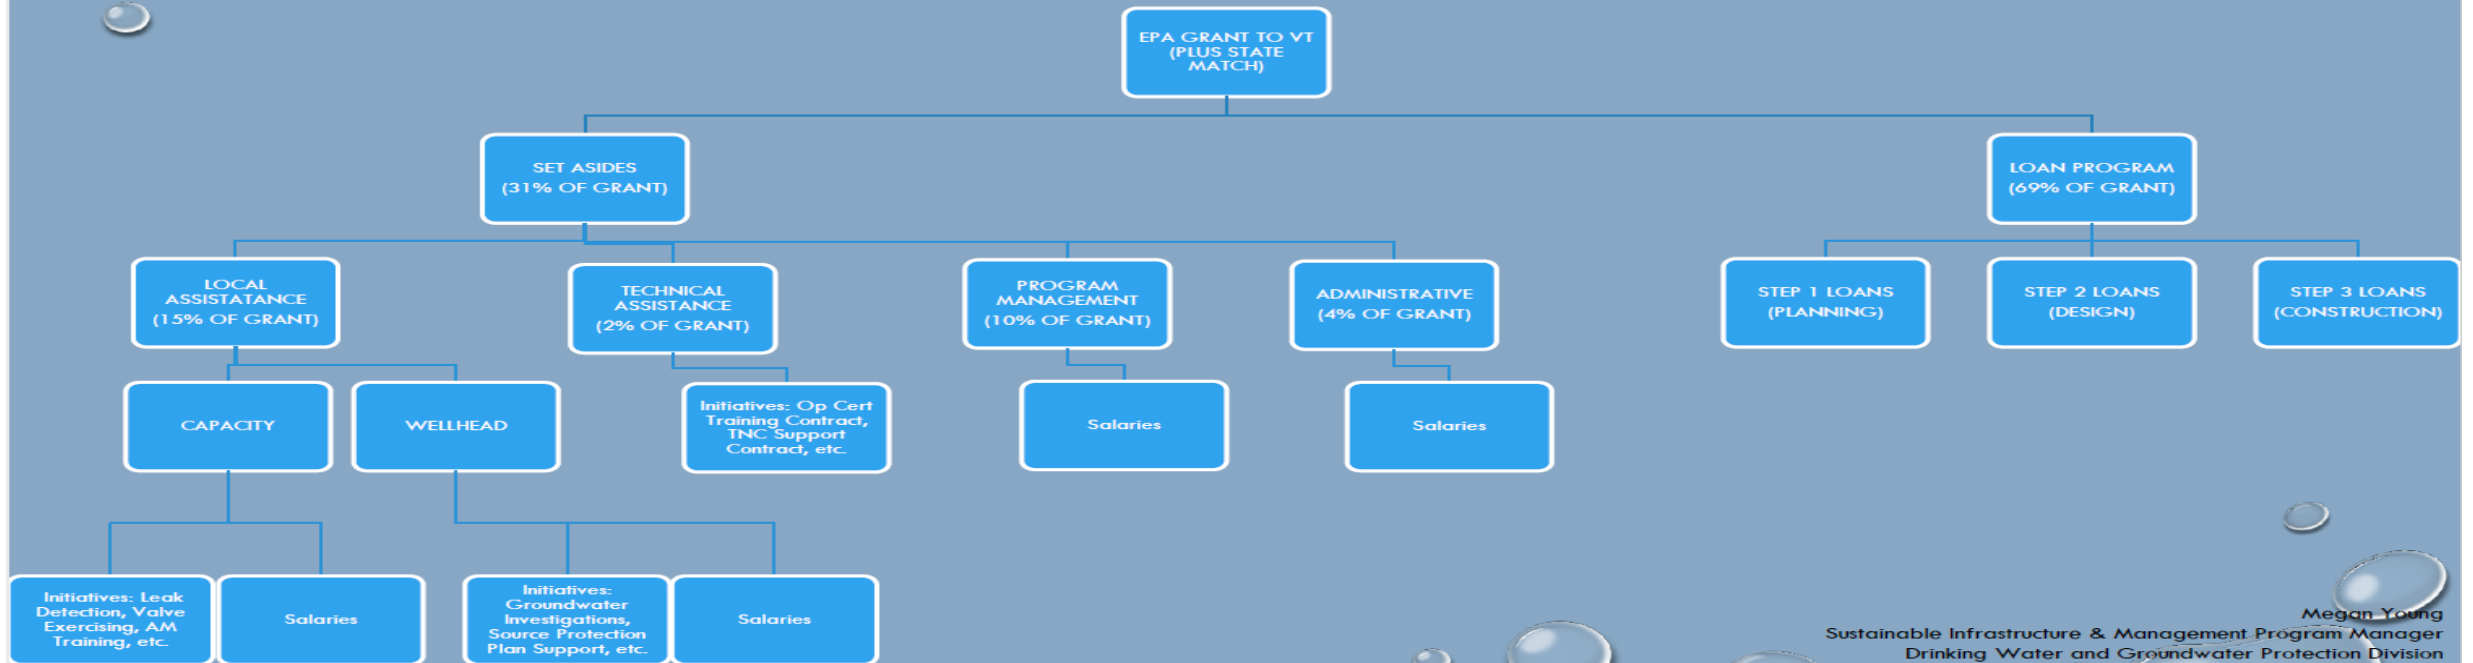 EPA GRANT TO VT
(PLUS STATE
MATCH)
SET ASIDES
(31% OF GRANT)
LOAN PROGRAM
(69% OF GRANT)
LOCAL
ASSISTATANCE
(15% OF GRANT)
TECHNICAL
ASSISTANCE
(2% OF GRANT)
PROGRAM
MANAGEMENT
(10% OF GRANT)
ADMINISTRATIVE
(4% OF GRANT)
STEP 1 LOANS
(PLANNING)
STEP 2 LOANS
(DESIGN)
STEP 3 LOANS
(CONSTRUCTION)
CAPACITY
WELLHEAD
Initiatives: Op Cert
Training Contract,
TNC Support
Contract, etc.
Salaries
Salaries
Initiatives: Leak
Detection, Valve
Exercising, AM
Training, etc.
Salaries
Initiatives:
Groundwater
Investigations,
Source Protection
Plan Support, etc.
Salaries
Megan Young
Sustainable Infrastructure & Management Program Manager
Drinking Water and Groundwater Protection Division